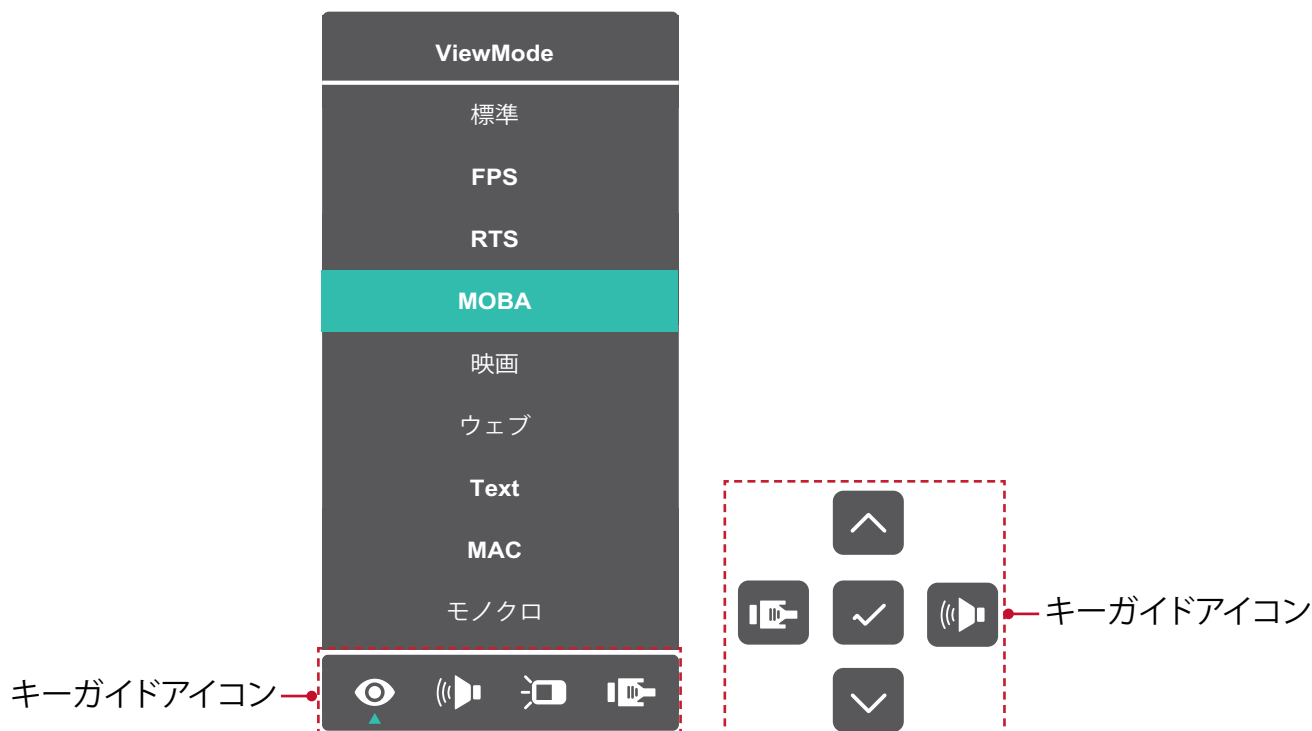 ViewMode
標準
FPS
RTS
MOBA
映画
ウェブ
Text
MAC
モノクロ
キーガイドアイコン
キーガイドアイコン